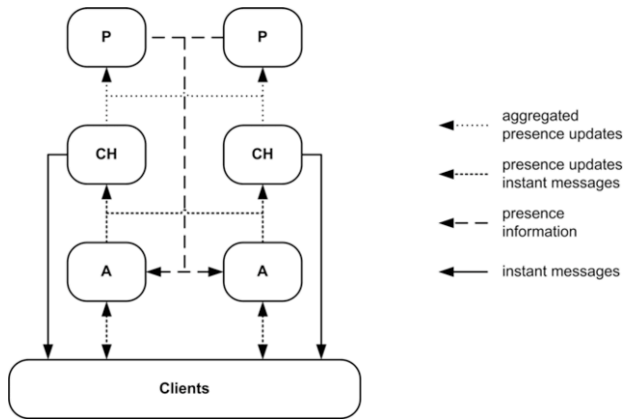 P P
CH CH
A A
Clients
aggregated
presence updates
presence updates
instant messages
presence
information
instant messages